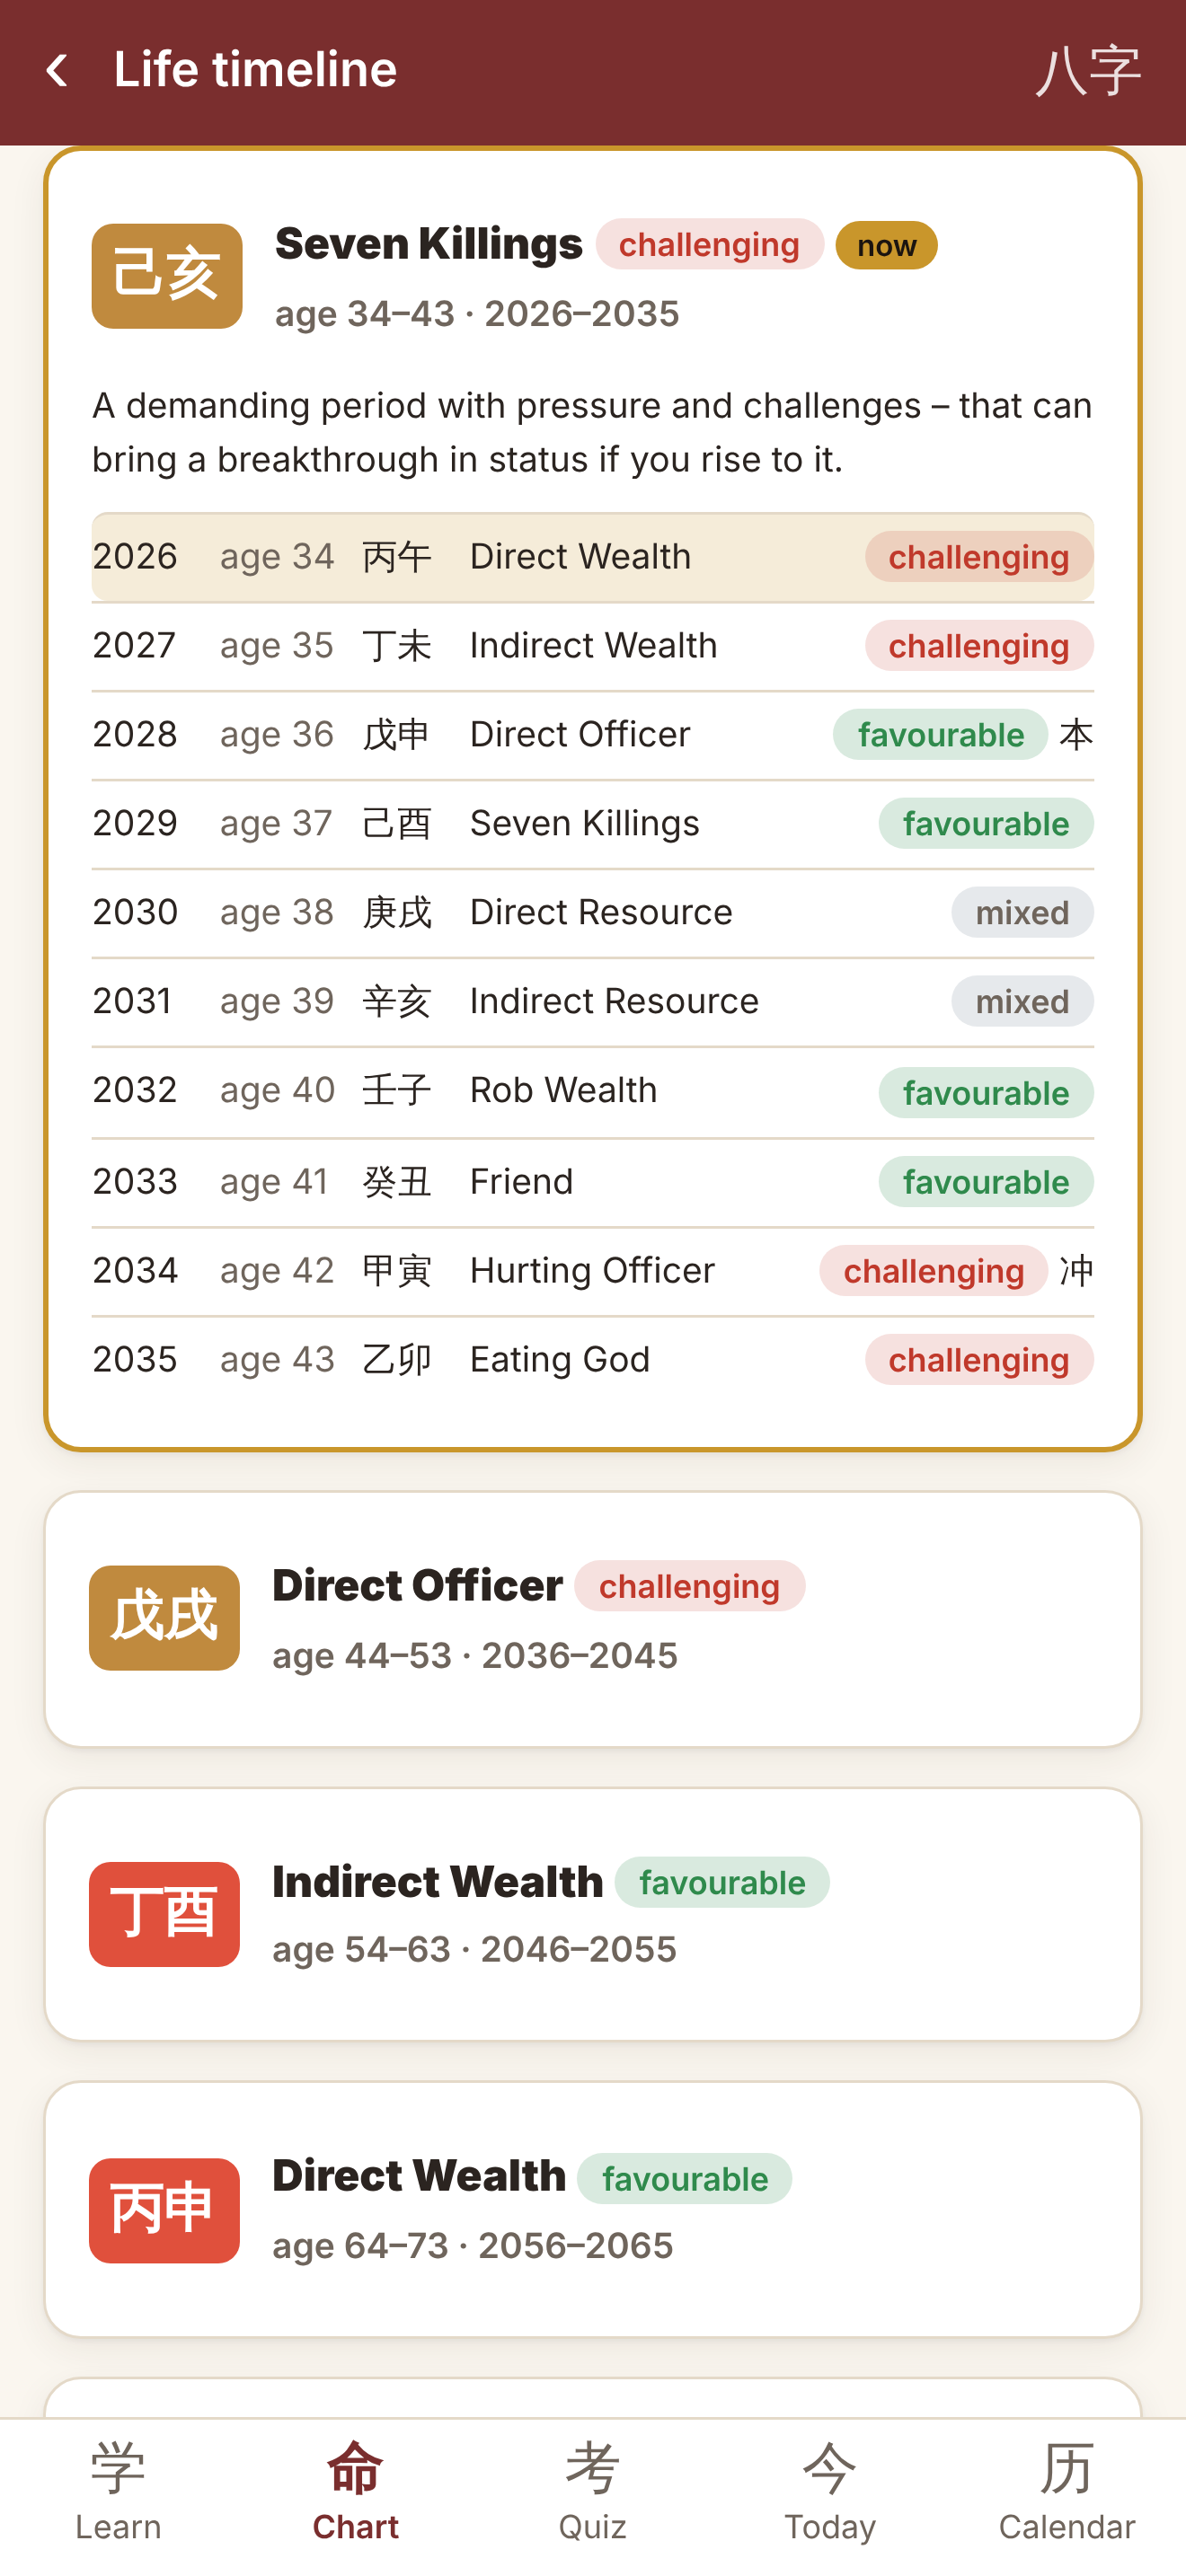 ‹ Life timeline 八字
己亥 Seven Killings challenging now
age 34–43 · 2026–2035
A demanding period with pressure and challenges – that can
bring a breakthrough in status if you rise to it.
2026 age 34 丙午 Direct Wealth challenging
2027 age 35 丁未 Indirect Wealth challenging
2028 age 36 戊申 Direct Officer favourable 本
2029 age 37 己酉 Seven Killings favourable
2030 age 38 庚戌 Direct Resource mixed
2031 age 39 辛亥 Indirect Resource mixed
2032 age 40 壬子 Rob Wealth favourable
2033 age 41 癸丑 Friend favourable
2034 age 42 甲寅 Hurting Officer challenging 冲
2035 age 43 乙卯 Eating God challenging
戊戌 Direct Officer challenging
age 44–53 · 2036–2045
丁酉 Indirect Wealth favourable
age 54–63 · 2046–2055
丙申 Direct Wealth favourable
age 64–73 · 2056–2065
学 命 考 今 历
Learn Chart Quiz Today Calendar